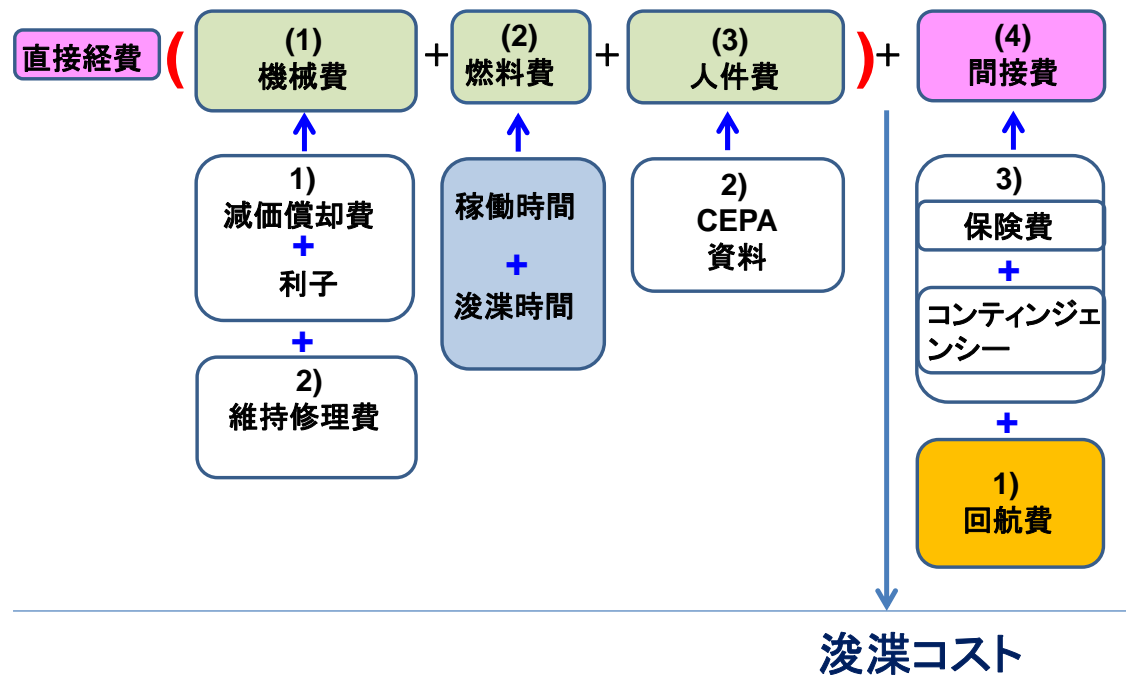 直接経費 ( (1) 機械費 + (2) 燃料費 + (3) 人件費 ) + (4) 間接費
1)
減価償却費
+
利子
+
2)
維持修理費
稼働時間
+
浚渫時間
2)
CEPA
資料
3)
保険費
+
コンティンジェ
ンシー
+
1)
回航費
浚渫コスト